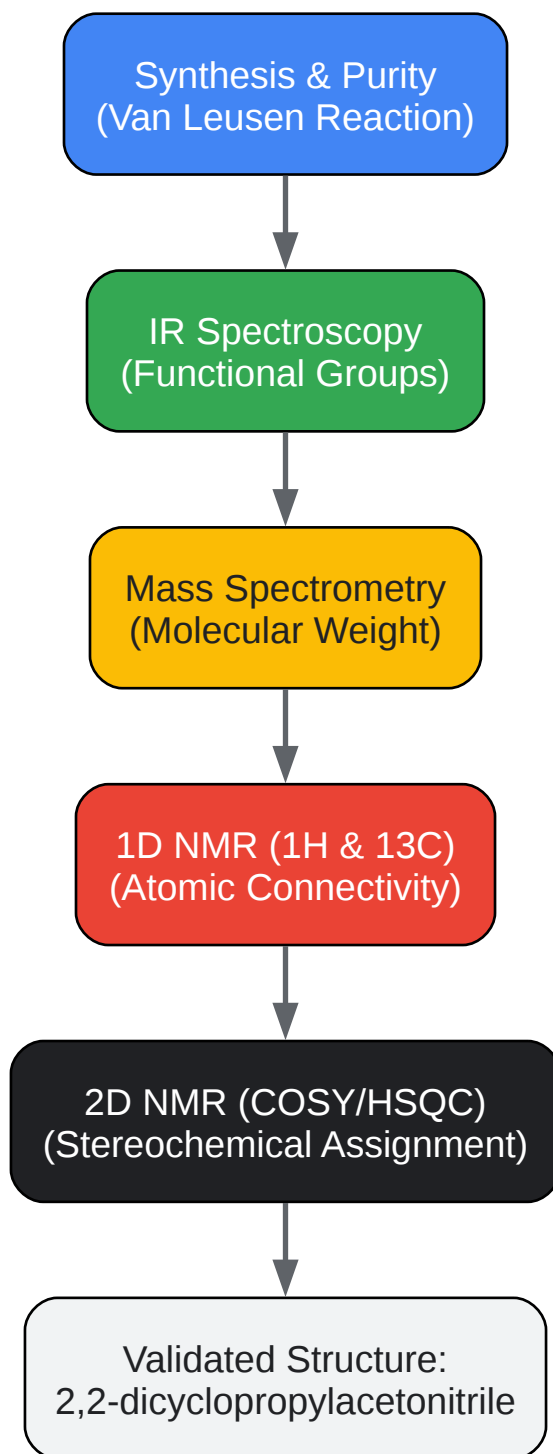 Synthesis & Purity
(Van Leusen Reaction)
IR Spectroscopy
(Functional Groups)
Mass Spectrometry
(Molecular Weight)
1D NMR (1H & 13C)
(Atomic Connectivity)
2D NMR (COSY/HSQC)
(Stereochemical Assignment)
Validated Structure:
2,2-dicyclopropylacetonitrile